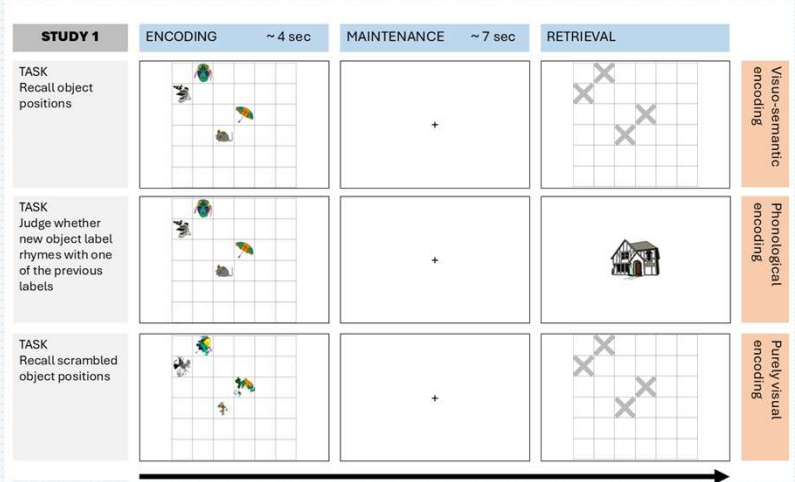 STUDY 1
ENCODING ~ 4 sec
MAINTENANCE ~ 7 sec
RETRIEVAL
TASK
Recall object
positions
Visuo-semantic
encoding
TASK
Judge whether
new object label
rhymes with one
of the previous
labels
Phonological
encoding
TASK
Recall scrambled
object positions
Purely visual
encoding